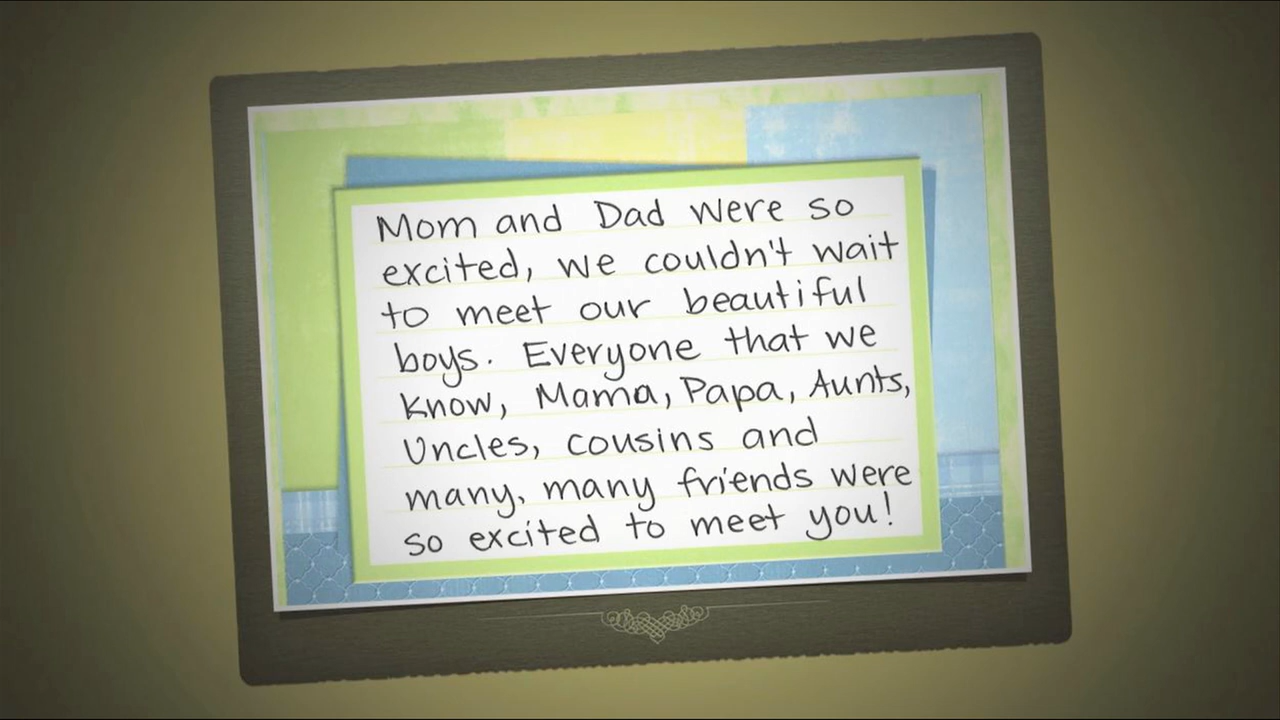 Mom and Dad were so
excited, we couldn't wait
to meet our beautiful
boys. Everyone that we
know, Mama, Papa, Aunts,
Uncles, cousins and
many, many friends were
so excited to meet you!